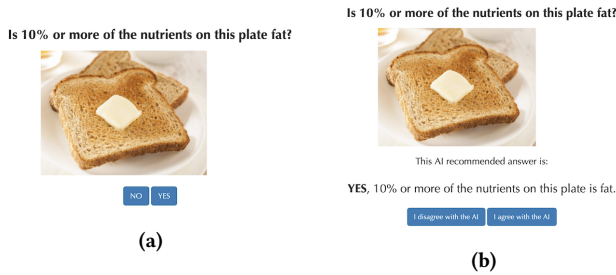 Is 10% or more of the nutrients on this plate fat?
NO YES
(a)
Is 10% or more of the nutrients on this plate fat?
This AI recommended answer is:
YES, 10% or more of the nutrients on this plate is fat.
I disagree with the AI I agree with the AI
(b)